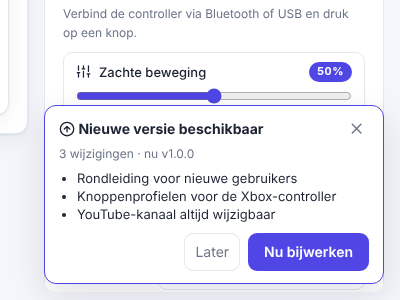 Verbind de controller via Bluetooth of USB en druk
op een knop.
Zachte beweging
50%
Nieuwe versie beschikbaar
3 wijzigingen · nu v1.0.0
• Rondleiding voor nieuwe gebruikers
• Knoppenprofielen voor de Xbox-controller
• YouTube-kanaal altijd wijzigbaar
Later
Nu bijwerken